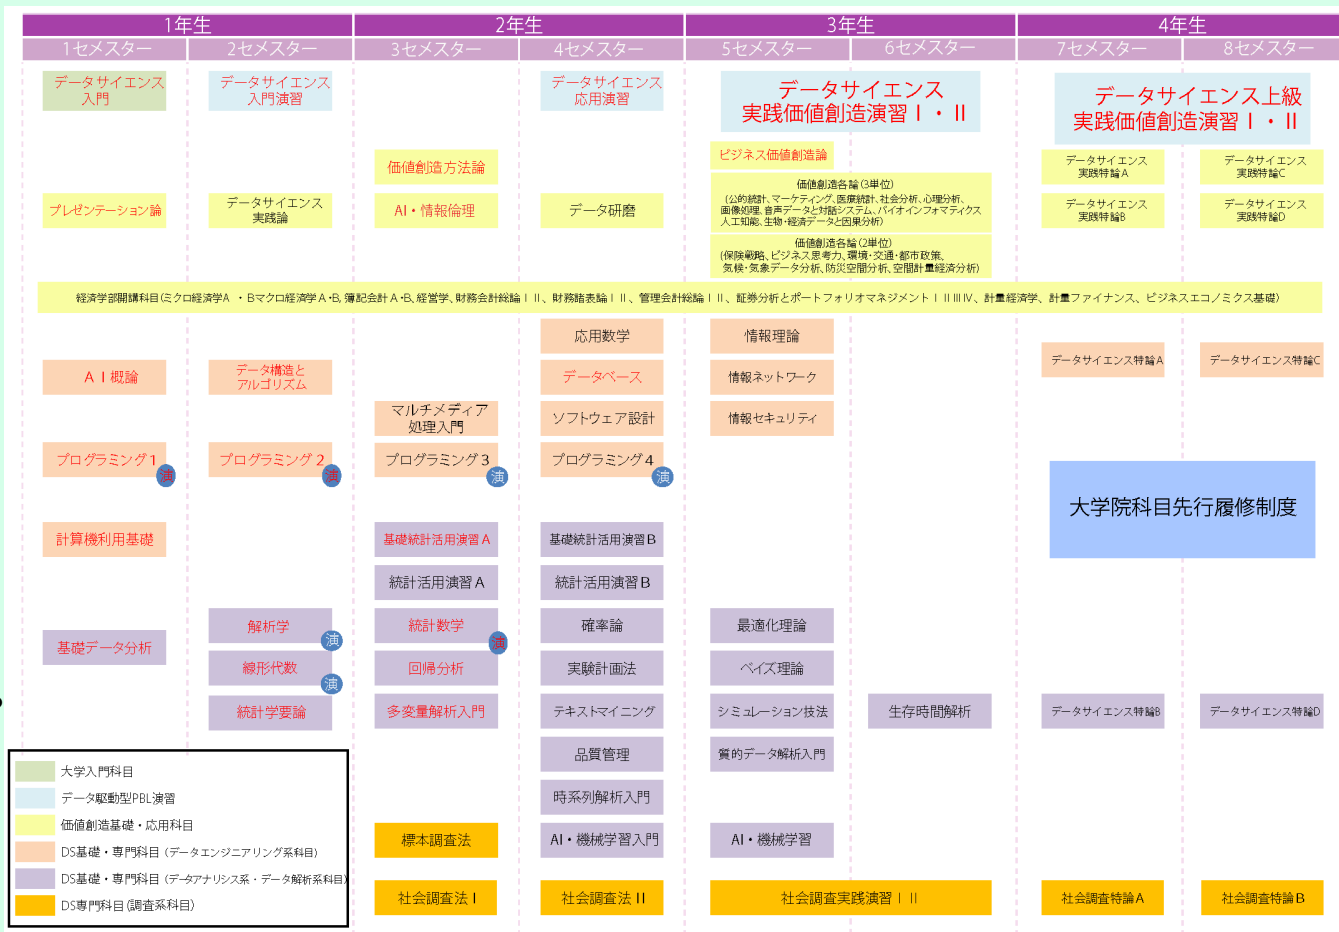 1年生 2年生 3年生 4年生
1セメスター 2セメスター 3セメスター 4セメスター 5セメスター 6セメスター 7セメスター 8セメスター
データサイエンス
入門
データサイエンス
入門演習
データサイエンス
応用演習
データサイエンス
実践価値創造演習Ⅰ・Ⅱ
データサイエンス上級
実践価値創造演習Ⅰ・Ⅱ
価値創造方法論
ビジネス価値創造論
データサイエンス
実践特論A
データサイエンス
実践特論C
プレゼンテーション論
データサイエンス
実践論
AI・情報倫理
データ研磨
価値創造各論(3単位)
(公的統計、マーケティング、医療統計、社会分析、心理分析、
画像処理、音声データと対話システム、バイオインフォマティクス
人工知能、生物・経済データと因果分析)
データサイエンス
実践特論B
データサイエンス
実践特論D
価値創造各論(2単位)
(保険戦略、ビジネス思考力、環境・交通・都市政策、
気候・気象データ分析、防災空間分析、空間計量経済分析)
経済学部開講科目(ミクロ経済学A ・Bマクロ経済学A・B, 簿記会計A・B、経営学、財務会計総論ⅠⅡ、財務諸表論ⅠⅡ、管理会計総論ⅠⅡ、証券分析とポートフォリオマネジメントⅠⅡⅢⅣ、計量経済学、計量ファイナンス、ビジネスエコノミクス基礎)
応用数学
情報理論
AI概論
データ構造と
アルゴリズム
データベース
情報ネットワーク
データサイエンス特論A
データサイエンス特論C
マルチメディア
処理入門
ソフトウェア設計
情報セキュリティ
プログラミング1
演
プログラミング2
演
プログラミング3
演
プログラミング4
演
大学院科目先行履修制度
計算機利用基礎
基礎統計活用演習A
基礎統計活用演習B
統計活用演習A
統計活用演習B
基礎データ分析
解析学
演
統計数学
演
確率論
最適化理論
線形代数
演
回帰分析
実験計画法
ベイズ理論
統計学要論
多変量解析入門
テキストマイニング
シミュレーション技法
生存時間解析
データサイエンス特論B
データサイエンス特論D
品質管理
質的データ解析入門
時系列解析入門
標本調査法
AI・機械学習入門
AI・機械学習
社会調査法Ⅰ
社会調査法Ⅱ
社会調査実践演習ⅠⅡ
社会調査特論A
社会調査特論B
大学入門科目
データ駆動型PBL演習
価値創造基礎・応用科目
DS基礎・専門科目(データエンジニアリング系科目)
DS基礎・専門科目(データアナリシス系・データ解析系科目)
DS専門科目(調査系科目)